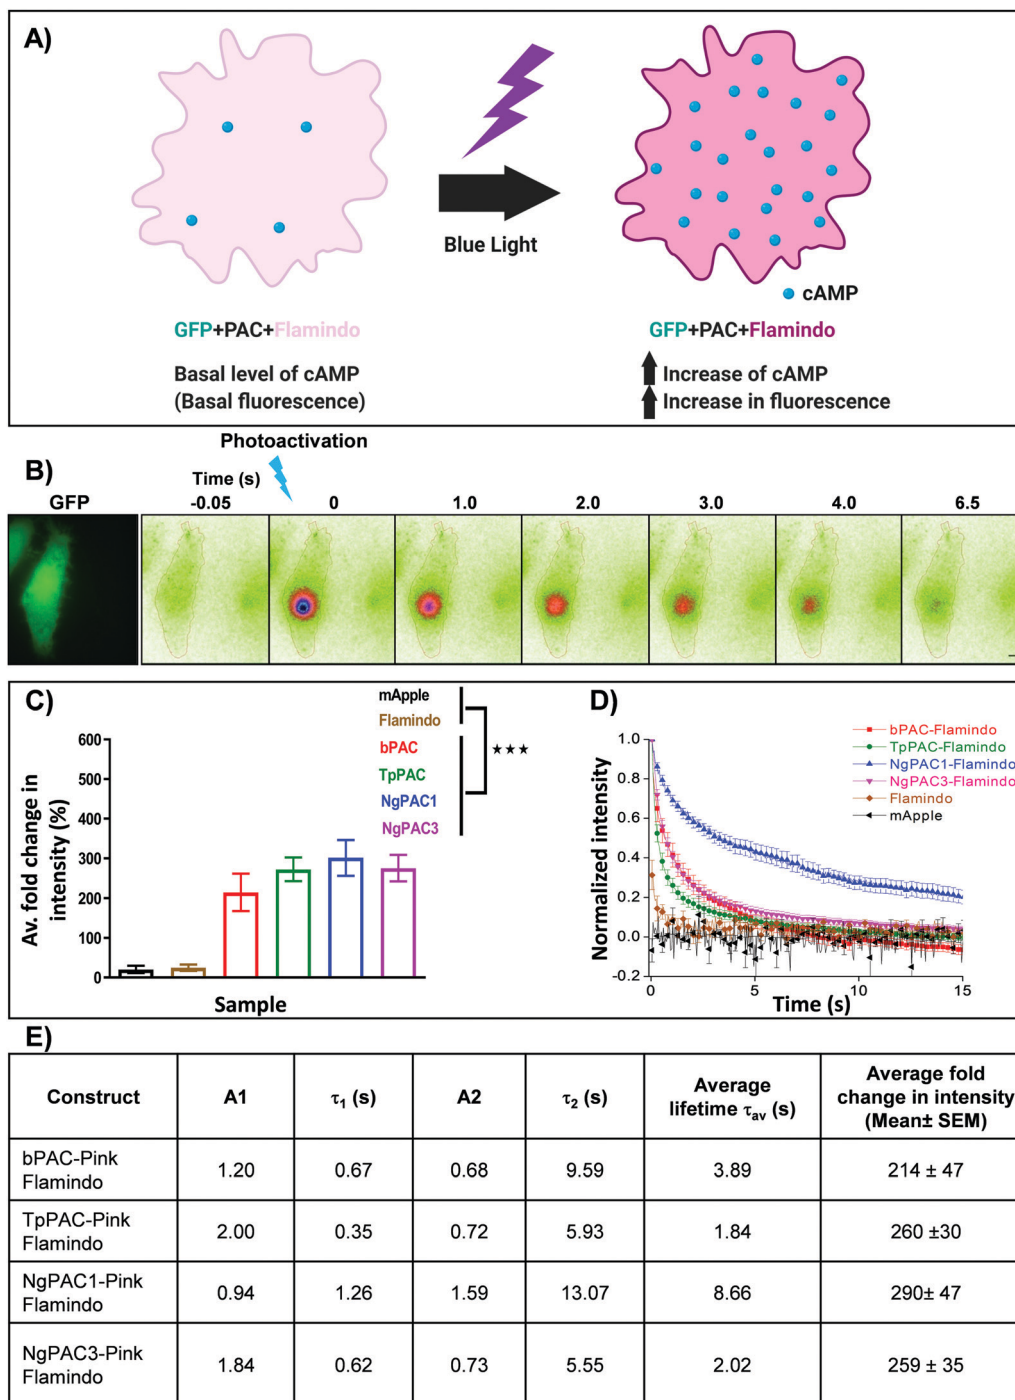 A)
Blue Light
cAMP
GFP+PAC+Flamindo
Basal level of cAMP
(Basal fluorescence)
GFP+PAC+Flamindo
Increase of cAMP
Increase in fluorescence
B)
Photoactivation
Time (s)
GFP -0.05 0 1.0 2.0 3.0 4.0 6.5
C)
mApple
Flamindo
bPAC
TpPAC
NgPAC1
NgPAC3
★★★
Av. fold change in
intensity (%)
600
500
400
300
200
100
0
Sample
D)
bPAC-Flamindo
TpPAC-Flamindo
NgPAC1-Flamindo
NgPAC3-Flamindo
Flamindo
mApple
Normalized intensity
1.0
0.8
0.6
0.4
0.2
0.0
-0.2
0 5 10 15
Time (s)
E)
Construct A1 τ1 (s) A2 τ2 (s) Average lifetime τav (s) Average fold change in intensity (Mean± SEM)
bPAC-Pink Flamindo 1.20 0.67 0.68 9.59 3.89 214 ± 47
TpPAC-Pink Flamindo 2.00 0.35 0.72 5.93 1.84 260 ±30
NgPAC1-Pink Flamindo 0.94 1.26 1.59 13.07 8.66 290± 47
NgPAC3-Pink Flamindo 1.84 0.62 0.73 5.55 2.02 259 ± 35